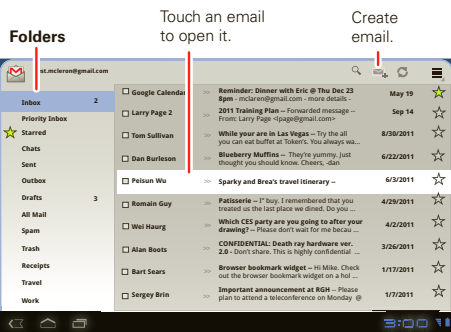 Folders
Touch an email
to open it.
Create
email.
st.mcleron@gmail.com
Inbox 2
Priority Inbox
Starred
Chats
Sent
Outbox
Drafts 3
All Mail
Spam
Trash
Receipts
Travel
Work
Google Calendar >> Reminder: Dinner with Eric @ Thu Dec 23
8pm - mclaren@gmail.com - more details - May 19
Larry Page 2 >> 2011 Training Plan -- Forwarded message --
From: Larry Page <lpage@gmail.com> Sep 14
Tom Sullivan >> While your are in Las Vegas -- Try the all
you can eat buffet at Token's. You always wa... 8/30/2011
Dan Burleson >> Blueberry Muffins -- They're yummy. Just
thought you should know. Cheers, -dan 6/22/2011
Peisun Wu >> Sparky and Brea's travel itinerary -- 6/3/2011
Romain Guy >> Patisserie -- I" buy. I remembered that you
treated us the last place we dined. Do you ... 4/29/2011
Wei Haurg >> Which CES party are you going to after your
drawing? -- Please don't wait for me becau ... 4/2/2011
Alan Boots >> CONFIDENTIAL: Death ray hardware ver.
2.0 - Don't share. This is highly confidential ... 3/26/2011
Bart Sears >> Browser bookmark widget -- Hi Mike. Check
out the browser bookmark widget on a hol ... 1/17/2011
Sergey Brin >> Important announcement at RGH -- Please
plan to attend a teleconference on Monday @ 1/7/2011
3:00